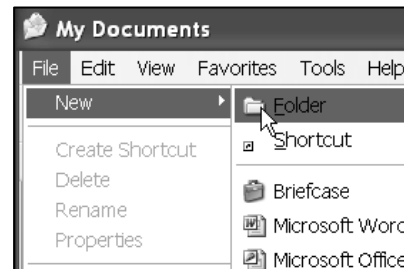 My Documents
File Edit View Favorites Tools Help
New
Folder
Create Shortcut
Shortcut
Delete
Briefcase
Rename
Microsoft Word
Properties
Microsoft Office